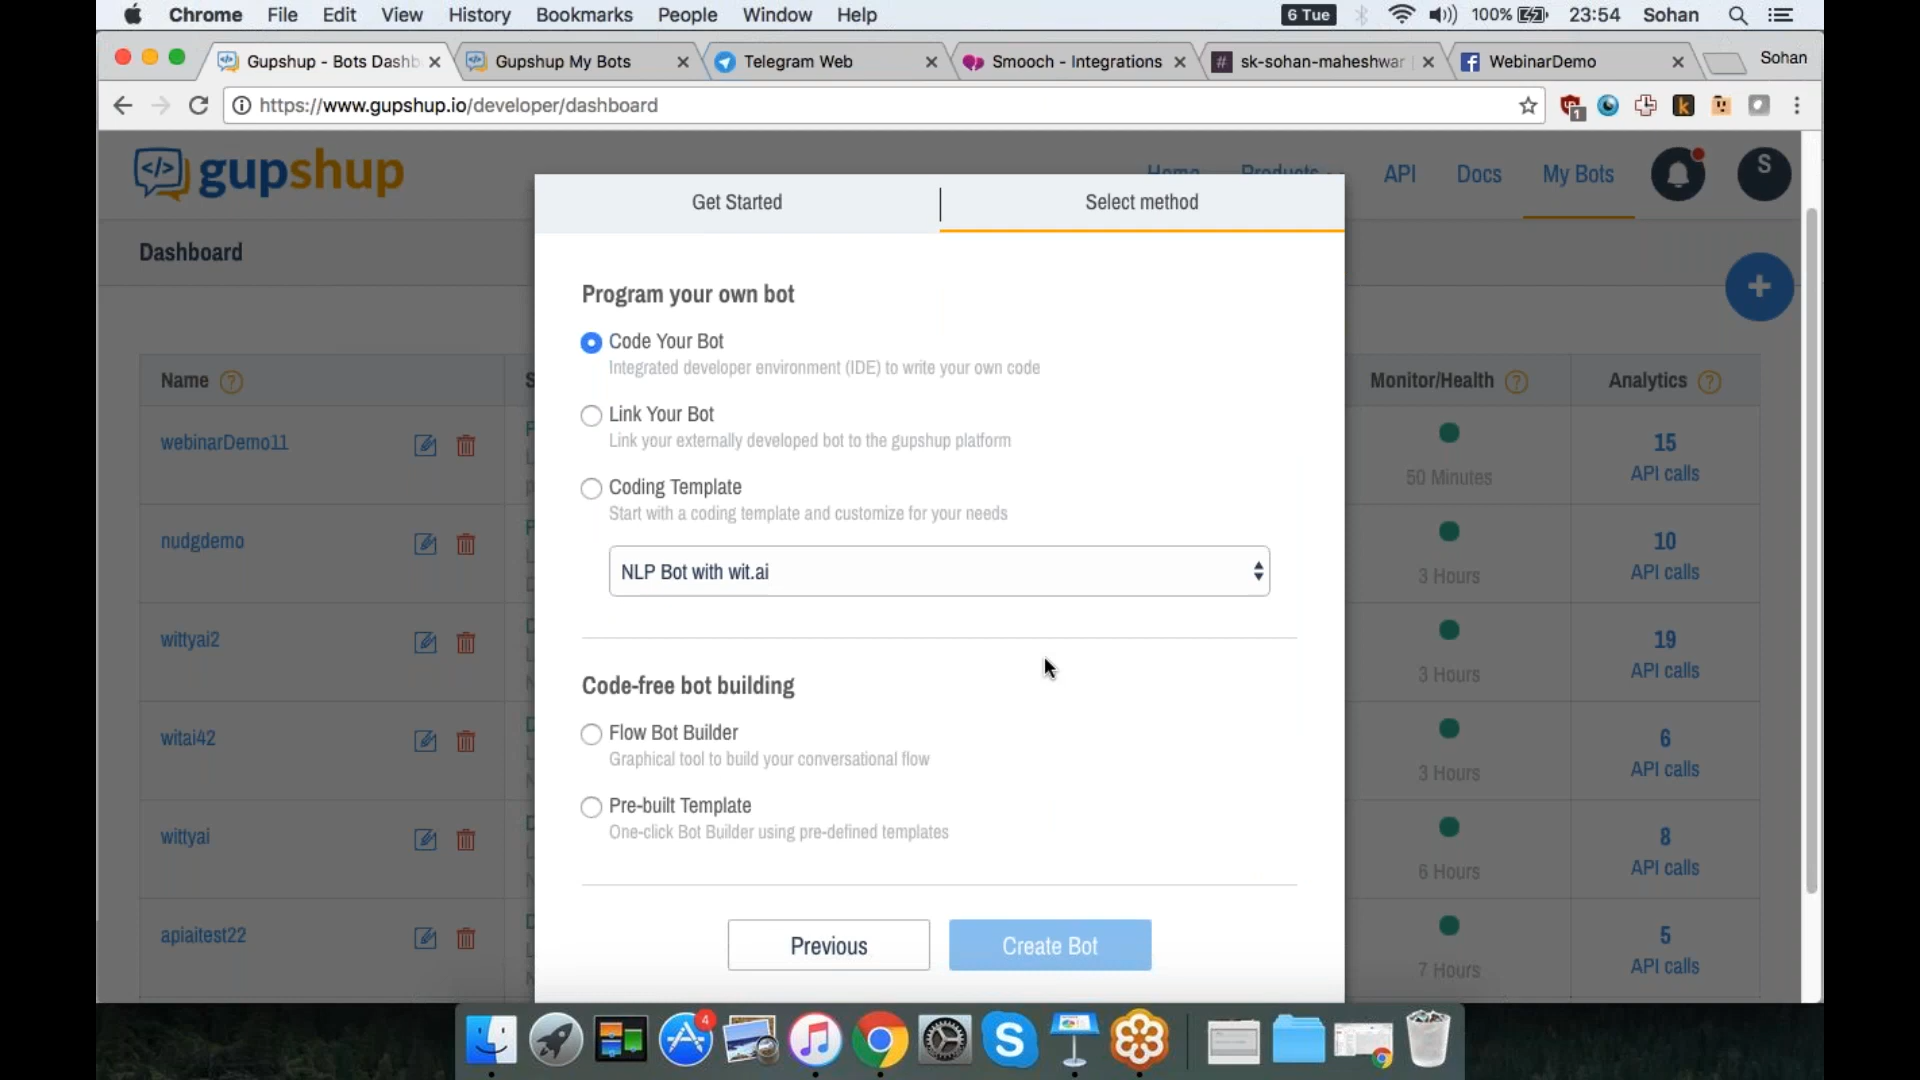 Chrome File Edit View History Bookmarks People Window Help 6 Tue 100% 23:54 Sohan
Gupshup - Bots Dashb Gupshup My Bots Telegram Web Smooch - Integrations # sk-sohan-maheshwar WebinarDemo Sohan
https://www.gupshup.io/developer/dashboard 1 k
</> gupshup Home Products API Docs My Bots S
Get Started Select method
Dashboard
+
Program your own bot
Code Your Bot
Integrated developer environment (IDE) to write your own code
Name ? Monitor/Health ? Analytics ?
Link Your Bot
Link your externally developed bot to the gupshup platform
webinarDemo11 15
50 Minutes API calls
Coding Template
Start with a coding template and customize for your needs
nudgdemo 10
3 Hours API calls
NLP Bot with wit.ai
wittyai2 19
3 Hours API calls
Code-free bot building
Flow Bot Builder
Graphical tool to build your conversational flow
witai42 6
3 Hours API calls
Pre-built Template
One-click Bot Builder using pre-defined templates
wittyai 8
6 Hours API calls
apiaitest22 5
7 Hours API calls
Previous Create Bot
4
S